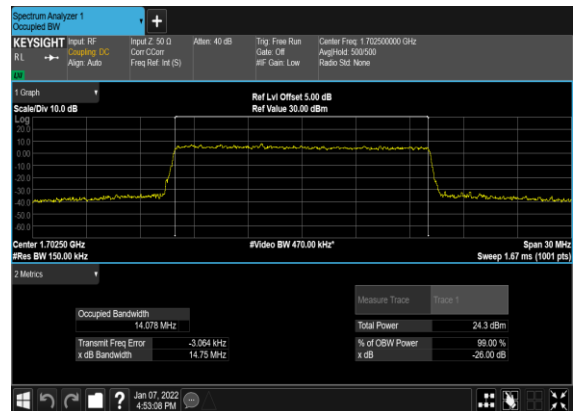 Spectrum Analyzer 1
Occupied BW
+
KEYSIGHT Input: RF Input Z: 50 Ω Atten: 40 dB Trig: Free Run Center Freq: 1.702500000 GHz
RL Coupling: DC Corr CCorr Gate: Off Avg|Hold: 500/500
Align: Auto Freq Ref: Int (S) #IF Gain: Low Radio Std: None
1 Graph
Ref Lvl Offset 5.00 dB
Scale/Div 10.0 dB Ref Value 30.00 dBm
Log
20.0
10.0
0.00
-10.0
-20.0
-30.0
-40.0
-50.0
-60.0
Center 1.70250 GHz #Video BW 470.00 kHz* Span 30 MHz
#Res BW 150.00 kHz Sweep 1.67 ms (1001 pts)
2 Metrics
Measure Trace Trace 1
Occupied Bandwidth
14.078 MHz Total Power 24.3 dBm
Transmit Freq Error -3.064 kHz % of OBW Power 99.00 %
x dB Bandwidth 14.75 MHz x dB -26.00 dB
? Jan 07, 2022
4:53:08 PM